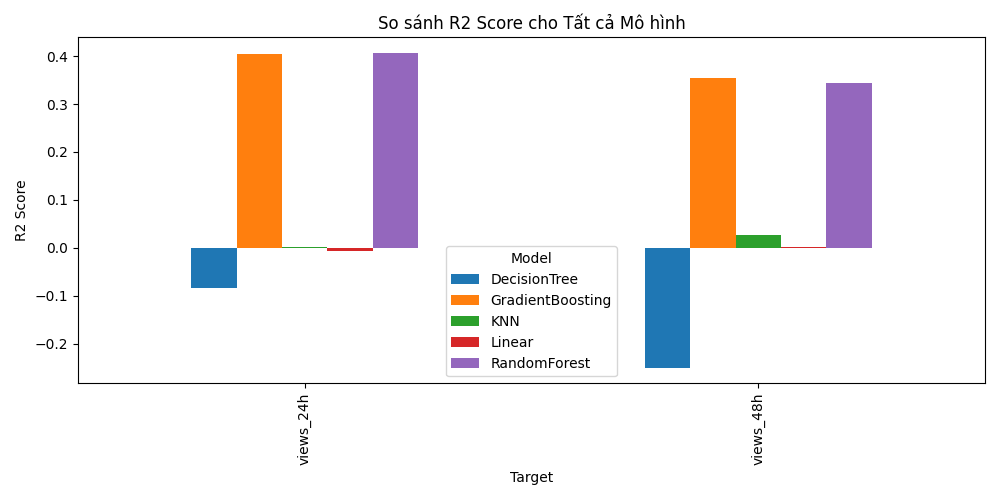 So sánh R2 Score cho Tất cả Mô hình
R2 Score
0.4
0.3
0.2
0.1
0.0
−0.1
−0.2
Model
DecisionTree
GradientBoosting
KNN
Linear
RandomForest
views_24h
views_48h
Target